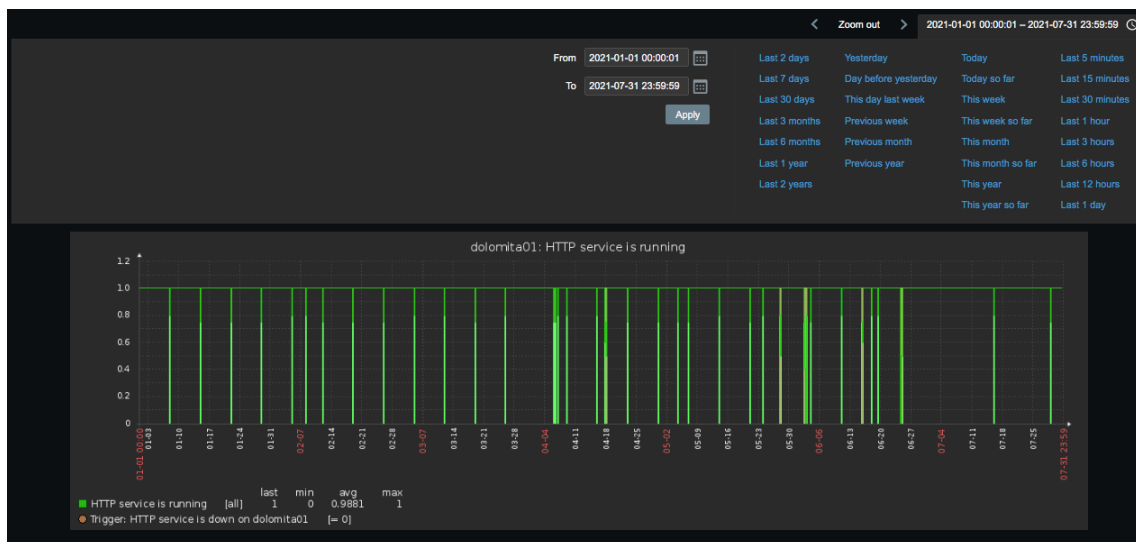 Zoom out 2021-01-01 00:00:01 – 2021-07-31 23:59:59
From 2021-01-01 00:00:01
To 2021-07-31 23:59:59
Apply
Last 2 days Yesterday Today Last 5 minutes
Last 7 days Day before yesterday Today so far Last 15 minutes
Last 30 days This day last week This week Last 30 minutes
Last 3 months Previous week This week so far Last 1 hour
Last 6 months Previous month This month Last 3 hours
Last 1 year Previous year This month so far Last 6 hours
Last 2 years This year Last 12 hours
This year so far Last 1 day
dolomita01: HTTP service is running
1.2
1.0
0.8
0.6
0.4
0.2
0
01-01 00:00 01-03 01-10 01-17 01-24 01-31 02-07 02-14 02-21 02-28 03-07 03-14 03-21 03-28 04-04 04-11 04-18 04-25 05-02 05-09 05-16 05-23 05-30 06-06 06-13 06-20 06-27 07-04 07-11 07-18 07-25 07-31 23:59
last min avg max
HTTP service is running [all] 1 0 0.9881 1
Trigger: HTTP service is down on dolomita01 [= 0]